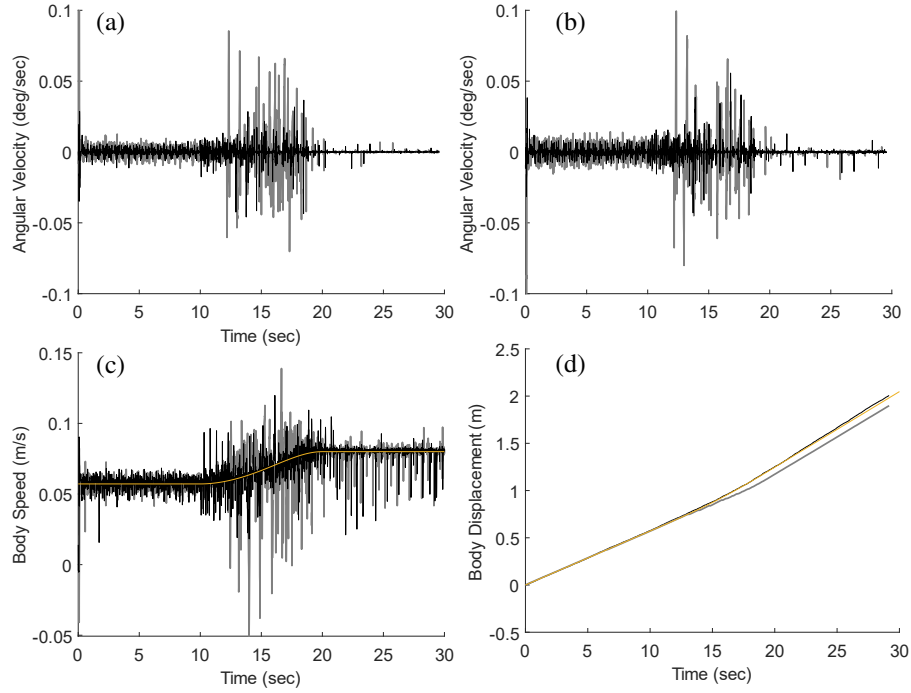 (a)
Angular Velocity (deg/sec)
0.1
0.05
0
-0.05
-0.1
0 5 10 15 20 25 30
Time (sec)
(b)
Angular Velocity (deg/sec)
0.1
0.05
0
-0.05
-0.1
0 5 10 15 20 25 30
Time (sec)
(c)
Body Speed (m/s)
0.15
0.1
0.05
0
-0.05
0 5 10 15 20 25 30
Time (sec)
(d)
Body Displacement (m)
2.5
2
1.5
1
0.5
0
-0.5
0 5 10 15 20 25 30
Time (sec)